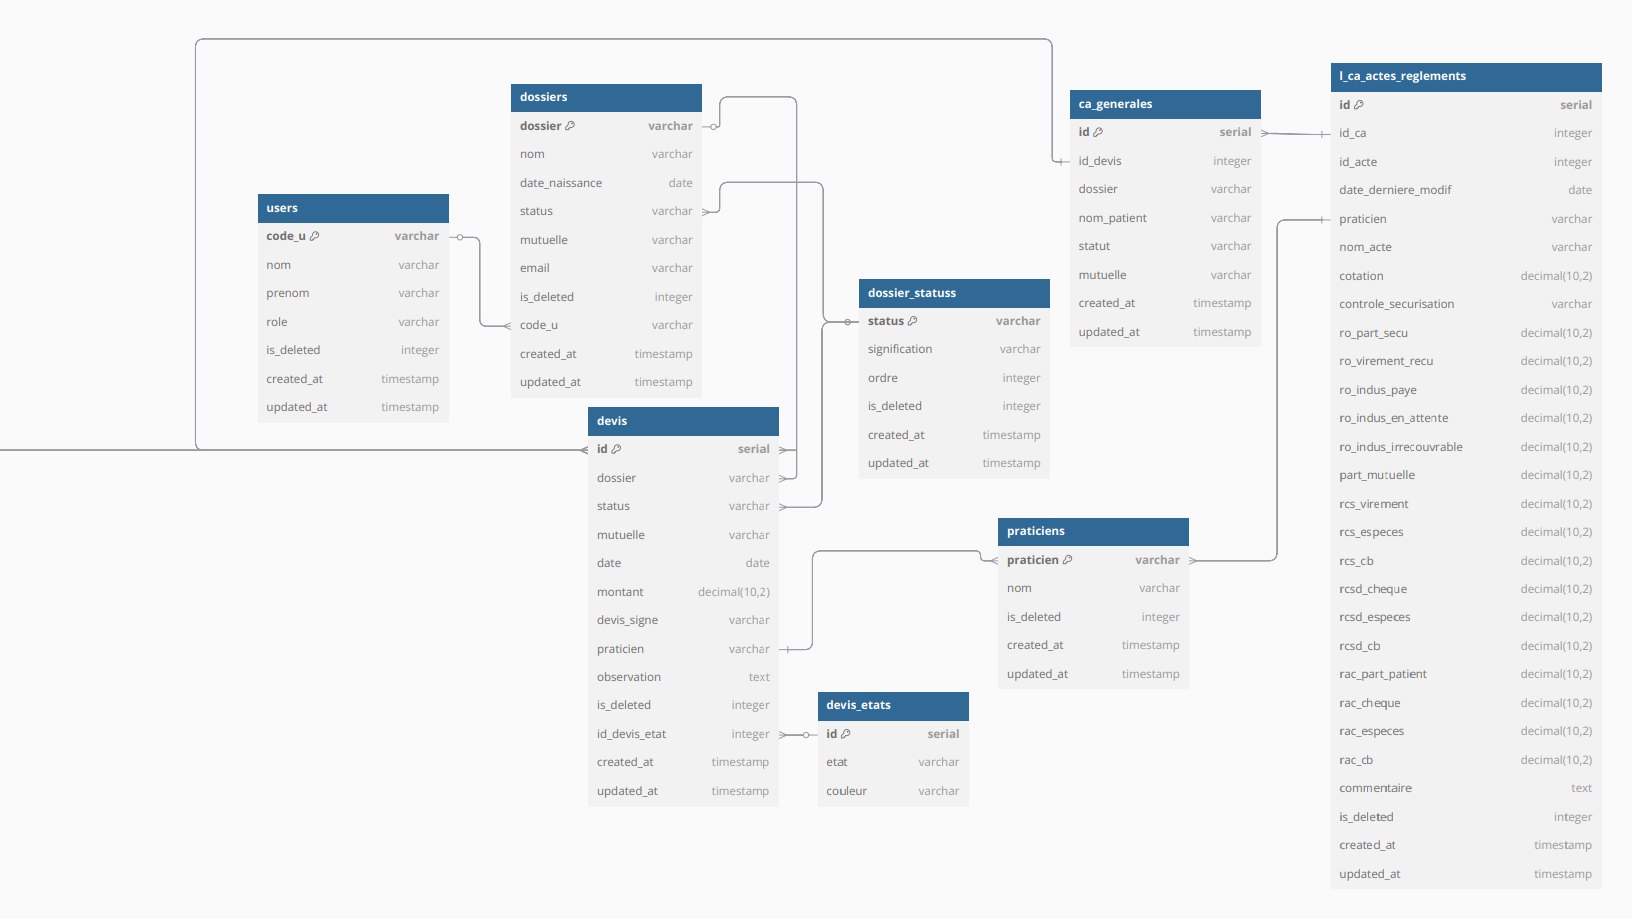 users
code_u varchar
nom varchar
prenom varchar
role varchar
is_deleted integer
created_at timestamp
updated_at timestamp
dossiers
dossier varchar
nom varchar
date_naissance date
status varchar
mutuelle varchar
email varchar
is_deleted integer
code_u varchar
created_at timestamp
updated_at timestamp
devis
id serial
dossier varchar
status varchar
mutuelle varchar
date date
montant decimal(10,2)
devis_signe varchar
praticien varchar
observation text
is_deleted integer
id_devis_etat integer
created_at timestamp
updated_at timestamp
dossier_statuss
status varchar
signification varchar
ordre integer
is_deleted integer
created_at timestamp
updated_at timestamp
devis_etats
id serial
etat varchar
couleur varchar
praticiens
praticien varchar
nom varchar
is_deleted integer
created_at timestamp
updated_at timestamp
ca_generales
id serial
id_devis integer
dossier varchar
nom_patient varchar
statut varchar
mutuelle varchar
created_at timestamp
updated_at timestamp
l_ca_actes_reglements
id serial
id_ca integer
id_acte integer
date_derniere_modif date
praticien varchar
nom_acte varchar
cotation decimal(10,2)
controle_securisation varchar
ro_part_secu decimal(10,2)
ro_virement_recu decimal(10,2)
ro_indus_paye decimal(10,2)
ro_indus_en_attente decimal(10,2)
ro_indus_irrecouvrable decimal(10,2)
part_mutuelle decimal(10,2)
rcs_virement decimal(10,2)
rcs_especes decimal(10,2)
rcs_cb decimal(10,2)
rcsd_cheque decimal(10,2)
rcsd_especes decimal(10,2)
rcsd_cb decimal(10,2)
rac_part_patient decimal(10,2)
rac_cheque decimal(10,2)
rac_especes decimal(10,2)
rac_cb decimal(10,2)
commentaire text
is_deleted integer
created_at timestamp
updated_at timestamp